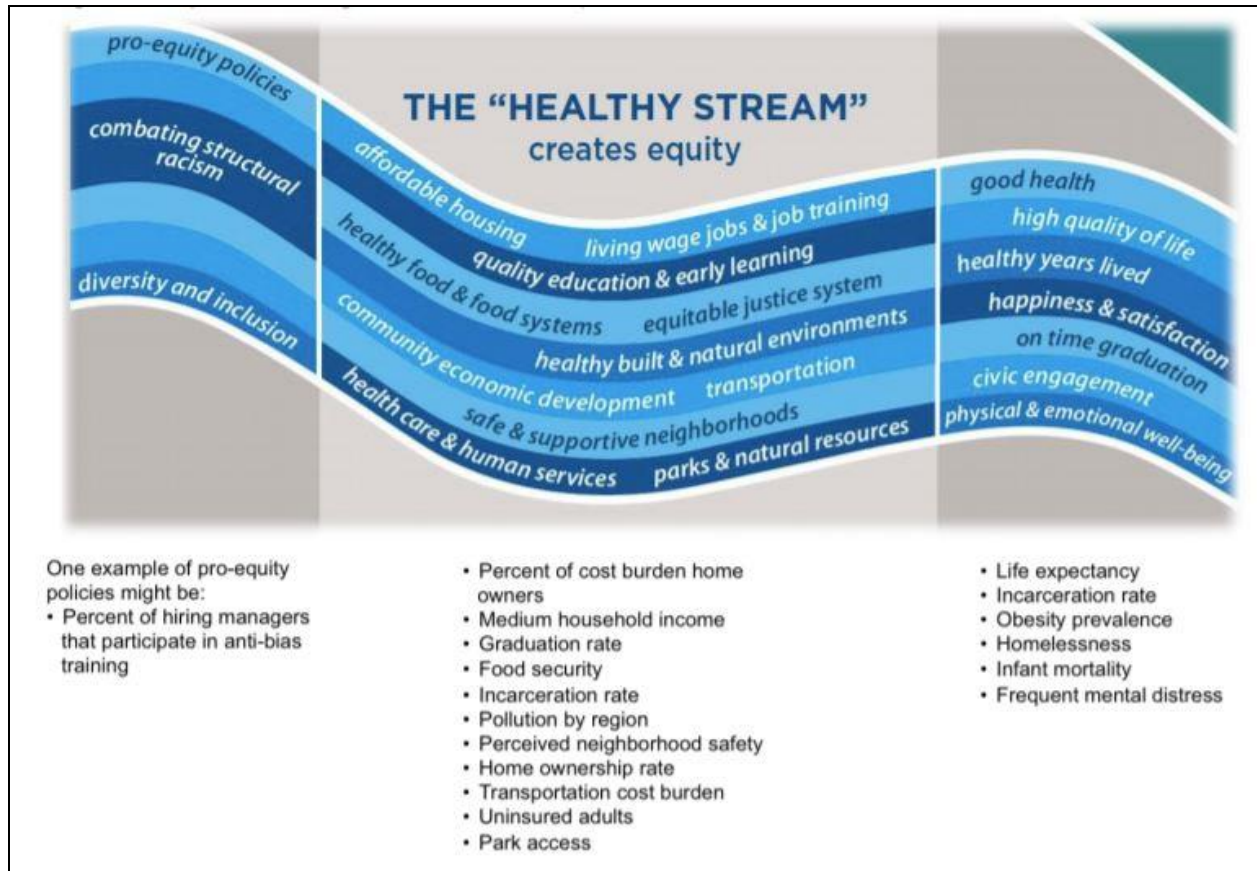 THE “HEALTHY STREAM”
creates equity
pro-equity policies
combating structural
racism
diversity and inclusion
affordable housing
living wage jobs & job training
quality education & early learning
healthy food & food systems
equitable justice system
healthy built & natural environments
community economic development
transportation
safe & supportive neighborhoods
health care & human services
parks & natural resources
good health
high quality of life
healthy years lived
happiness & satisfaction
on time graduation
civic engagement
physical & emotional well-being
One example of pro-equity
policies might be:
• Percent of hiring managers
that participate in anti-bias
training
• Percent of cost burden home
owners
• Medium household income
• Graduation rate
• Food security
• Incarceration rate
• Pollution by region
• Perceived neighborhood safety
• Home ownership rate
• Transportation cost burden
• Uninsured adults
• Park access
• Life expectancy
• Incarceration rate
• Obesity prevalence
• Homelessness
• Infant mortality
• Frequent mental distress